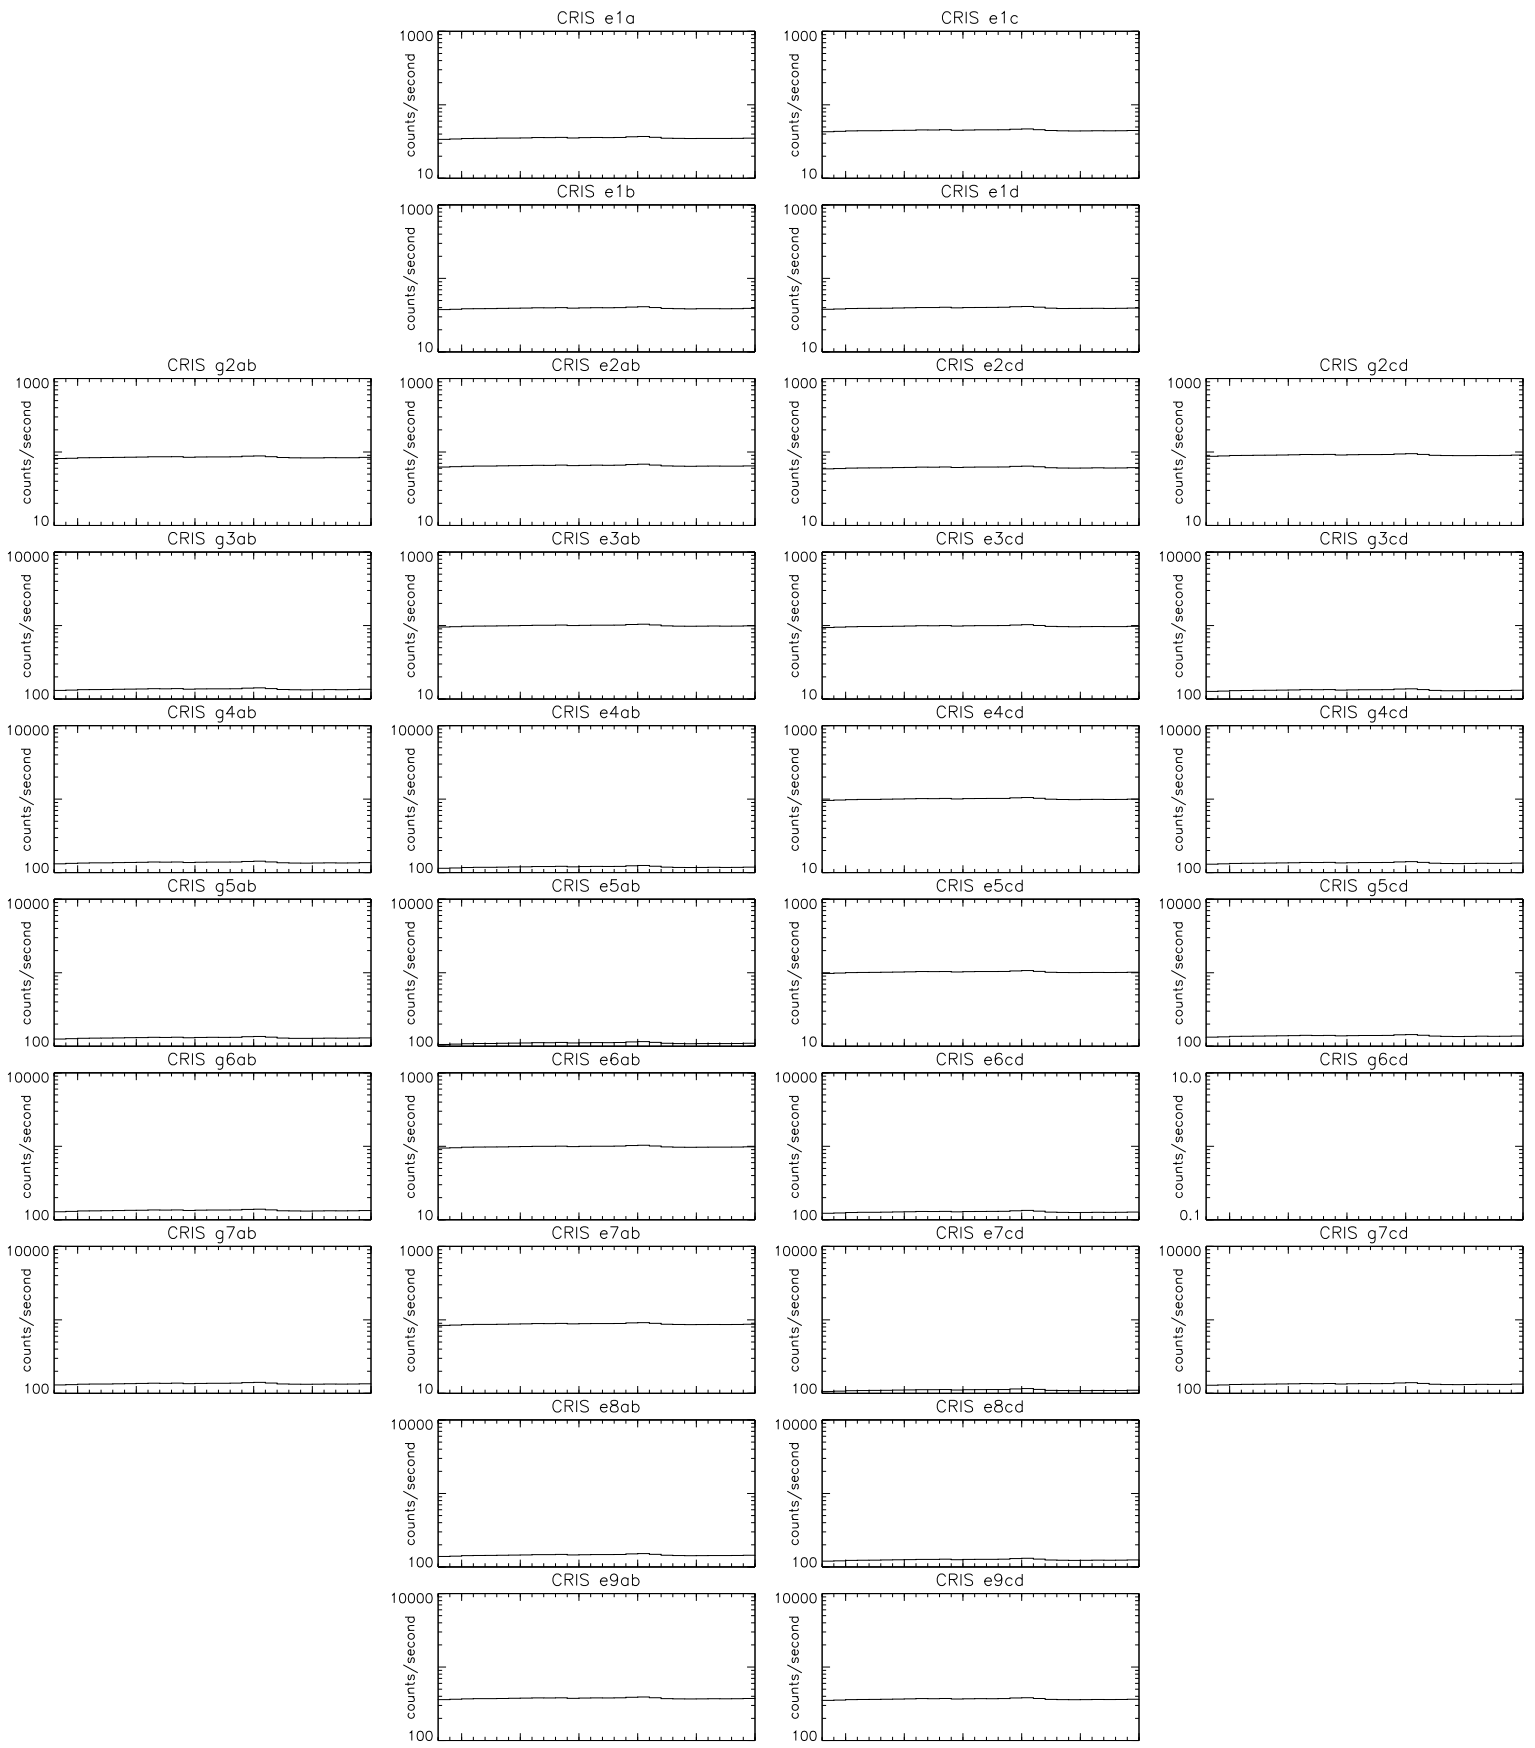 CRIS e1a CRIS e1c
1000 1000
counts/second counts/second
10 10
CRIS e1b CRIS e1d
1000 1000
counts/second counts/second
10 10
CRIS g2ab CRIS e2ab CRIS e2cd CRIS g2cd
1000 1000 1000 1000
counts/second counts/second counts/second counts/second
10 10 10 10
CRIS g3ab CRIS e3ab CRIS e3cd CRIS g3cd
10000 1000 1000 10000
counts/second counts/second counts/second counts/second
100 10 10 100
CRIS g4ab CRIS e4ab CRIS e4cd CRIS g4cd
10000 10000 1000 10000
counts/second counts/second counts/second counts/second
100 100 10 100
CRIS g5ab CRIS e5ab CRIS e5cd CRIS g5cd
10000 10000 1000 10000
counts/second counts/second counts/second counts/second
100 100 10 100
CRIS g6ab CRIS e6ab CRIS e6cd CRIS g6cd
10000 1000 10000 10.0
counts/second counts/second counts/second counts/second
100 10 100 0.1
CRIS g7ab CRIS e7ab CRIS e7cd CRIS g7cd
10000 1000 10000 10000
counts/second counts/second counts/second counts/second
100 10 100 100
CRIS e8ab CRIS e8cd
10000 10000
counts/second counts/second
100 100
CRIS e9ab CRIS e9cd
10000 10000
counts/second counts/second
100 100